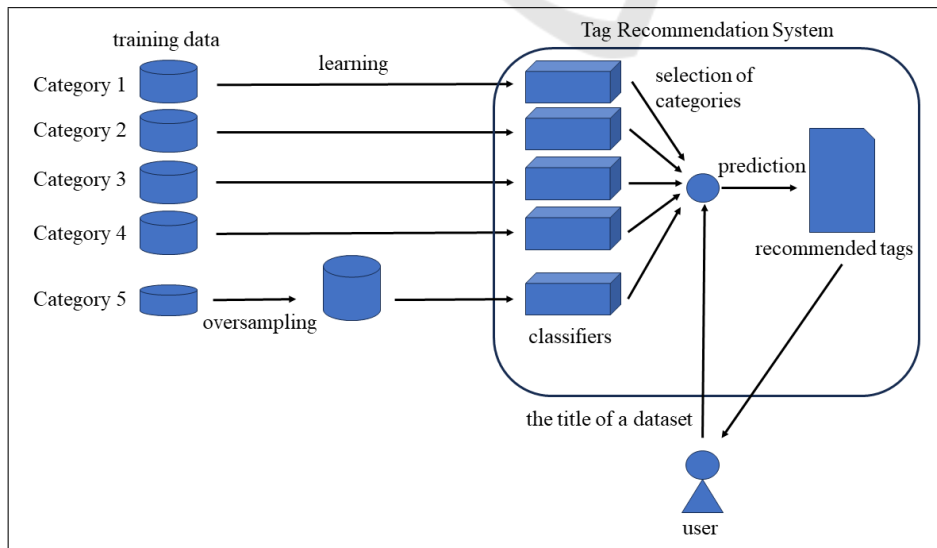 Tag Recommendation System
training data
learning
Category 1
Category 2
Category 3
Category 4
Category 5
oversampling
classifiers
selection of
categories
prediction
recommended tags
the title of a dataset
user